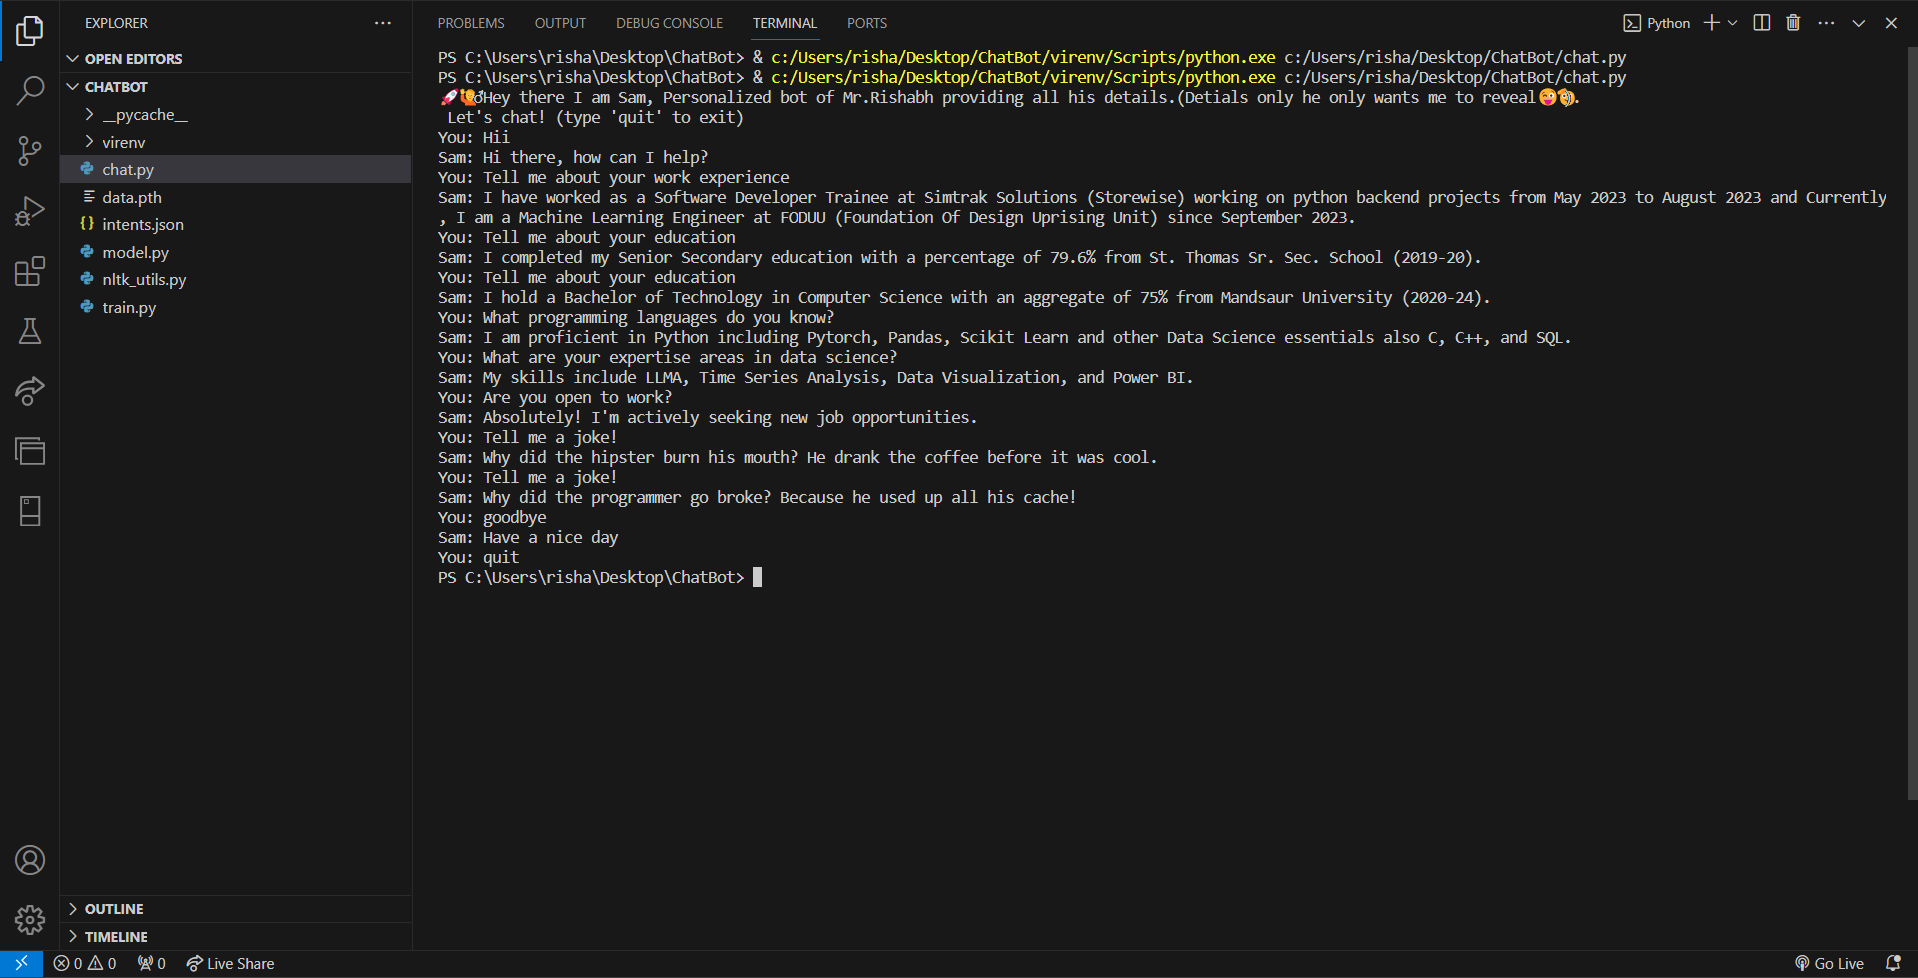 EXPLORER ···
OPEN EDITORS
CHATBOT
__pycache__
virenv
chat.py
data.pth
{} intents.json
model.py
nltk_utils.py
train.py
OUTLINE
TIMELINE
PROBLEMS OUTPUT DEBUG CONSOLE TERMINAL PORTS
Python
PS C:\Users\risha\Desktop\ChatBot> & c:/Users/risha/Desktop/ChatBot/virenv/Scripts/python.exe c:/Users/risha/Desktop/ChatBot/chat.py
PS C:\Users\risha\Desktop\ChatBot> & c:/Users/risha/Desktop/ChatBot/virenv/Scripts/python.exe c:/Users/risha/Desktop/ChatBot/chat.py
🚀🙋♂Hey there I am Sam, Personalized bot of Mr.Rishabh providing all his details.(Detials only he only wants me to reveal😜🫣.
Let's chat! (type 'quit' to exit)
You: Hii
Sam: Hi there, how can I help?
You: Tell me about your work experience
Sam: I have worked as a Software Developer Trainee at Simtrak Solutions (Storewise) working on python backend projects from May 2023 to August 2023 and Currently
, I am a Machine Learning Engineer at FODUU (Foundation Of Design Uprising Unit) since September 2023.
You: Tell me about your education
Sam: I completed my Senior Secondary education with a percentage of 79.6% from St. Thomas Sr. Sec. School (2019-20).
You: Tell me about your education
Sam: I hold a Bachelor of Technology in Computer Science with an aggregate of 75% from Mandsaur University (2020-24).
You: What programming languages do you know?
Sam: I am proficient in Python including Pytorch, Pandas, Scikit Learn and other Data Science essentials also C, C++, and SQL.
You: What are your expertise areas in data science?
Sam: My skills include LLMA, Time Series Analysis, Data Visualization, and Power BI.
You: Are you open to work?
Sam: Absolutely! I'm actively seeking new job opportunities.
You: Tell me a joke!
Sam: Why did the hipster burn his mouth? He drank the coffee before it was cool.
You: Tell me a joke!
Sam: Why did the programmer go broke? Because he used up all his cache!
You: goodbye
Sam: Have a nice day
You: quit
PS C:\Users\risha\Desktop\ChatBot>
0 0 0 Live Share Go Live